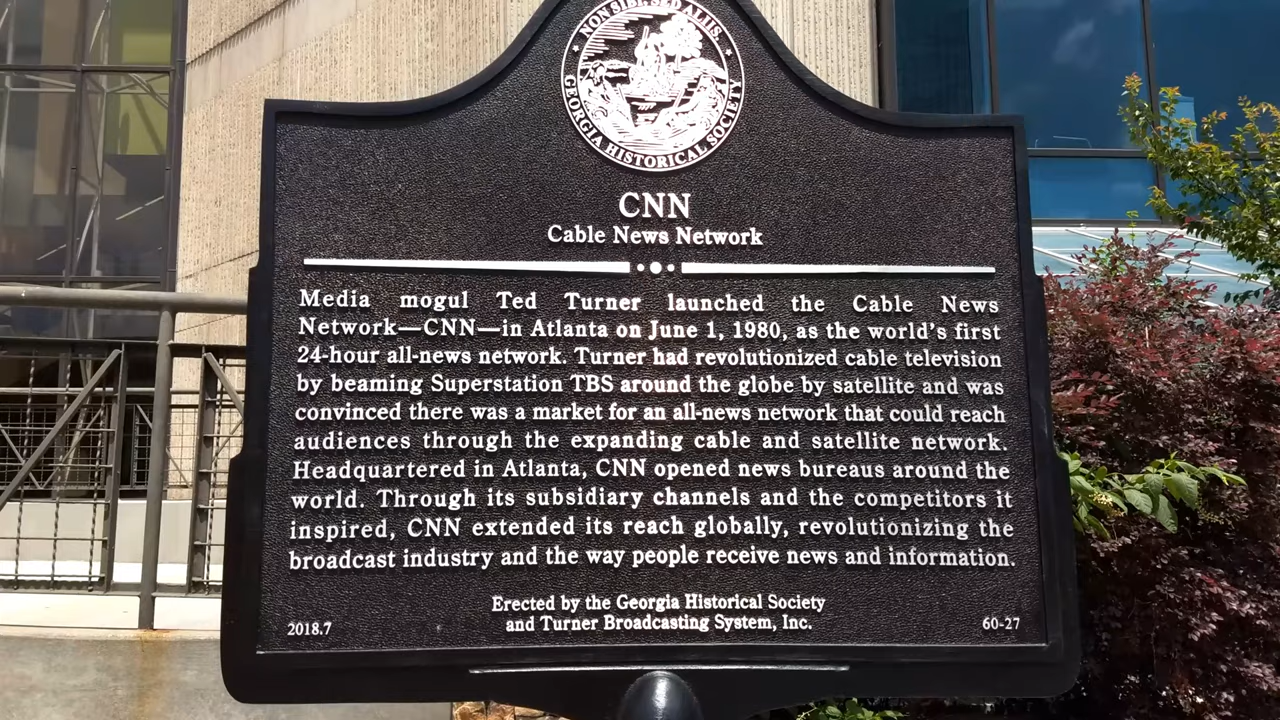 NON SIBI, SED ALIIS.
GEORGIA HISTORICAL SOCIETY
CNN
Cable News Network
Media mogul Ted Turner launched the Cable News
Network—CNN—in Atlanta on June 1, 1980, as the world's first
24-hour all-news network. Turner had revolutionized cable television
by beaming Superstation TBS around the globe by satellite and was
convinced there was a market for an all-news network that could reach
audiences through the expanding cable and satellite network.
Headquartered in Atlanta, CNN opened news bureaus around the
world. Through its subsidiary channels and the competitors it
inspired, CNN extended its reach globally, revolutionizing the
broadcast industry and the way people receive news and information.
Erected by the Georgia Historical Society
and Turner Broadcasting System, Inc.
2018.7
60-27